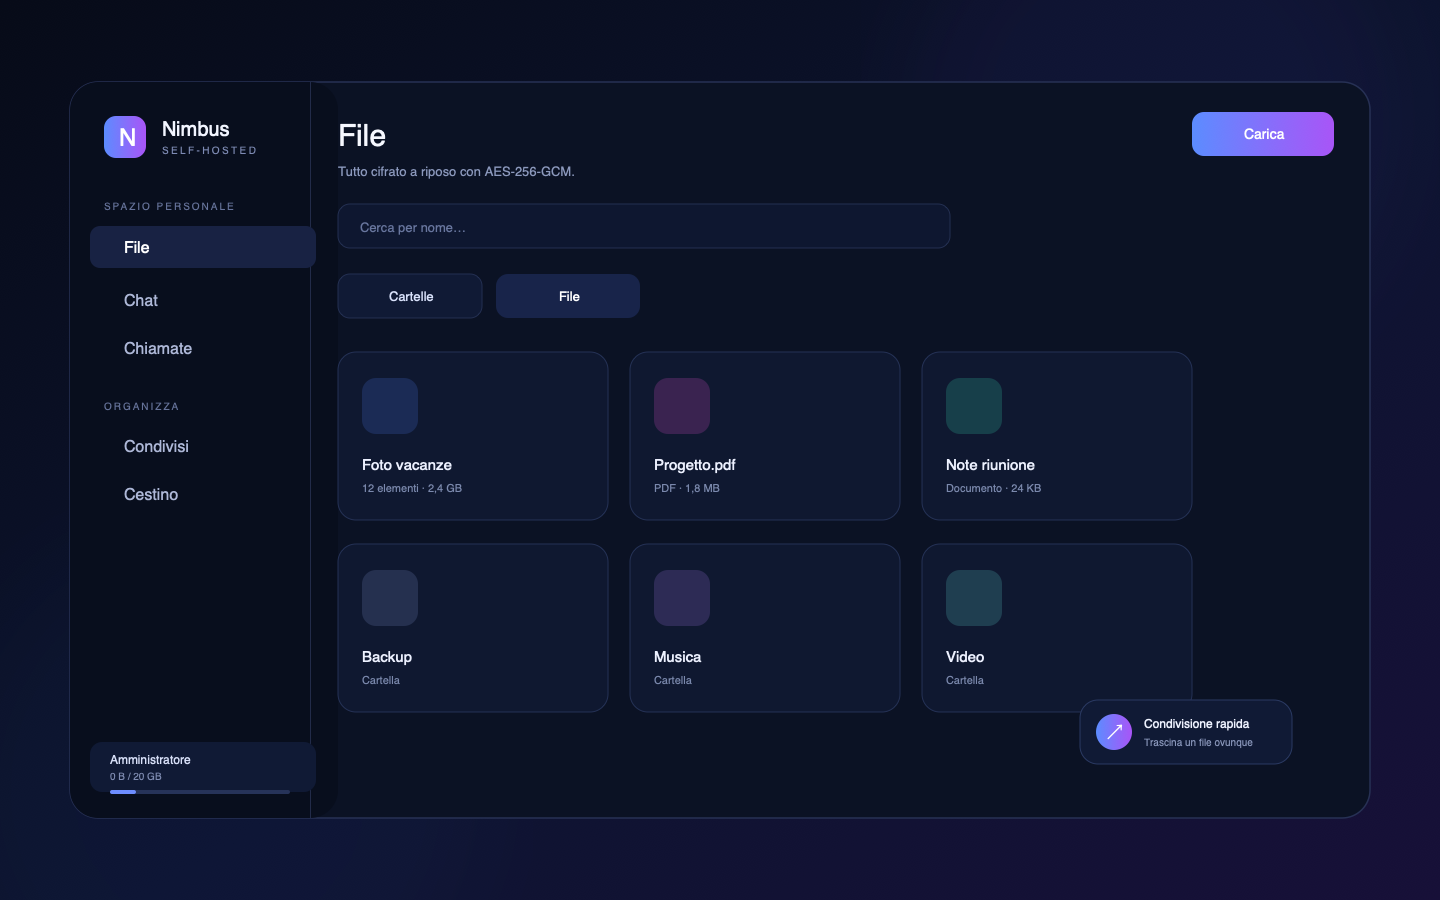 N
Nimbus
SELF-HOSTED
SPAZIO PERSONALE
File
Chat
Chiamate
ORGANIZZA
Condivisi
Cestino
Amministratore
0 B / 20 GB
File
Carica
Tutto cifrato a riposo con AES-256-GCM.
Cerca per nome…
Cartelle
File
Foto vacanze
12 elementi · 2,4 GB
Progetto.pdf
PDF · 1,8 MB
Note riunione
Documento · 24 KB
Backup
Cartella
Musica
Cartella
Video
Cartella
Condivisione rapida
Trascina un file ovunque